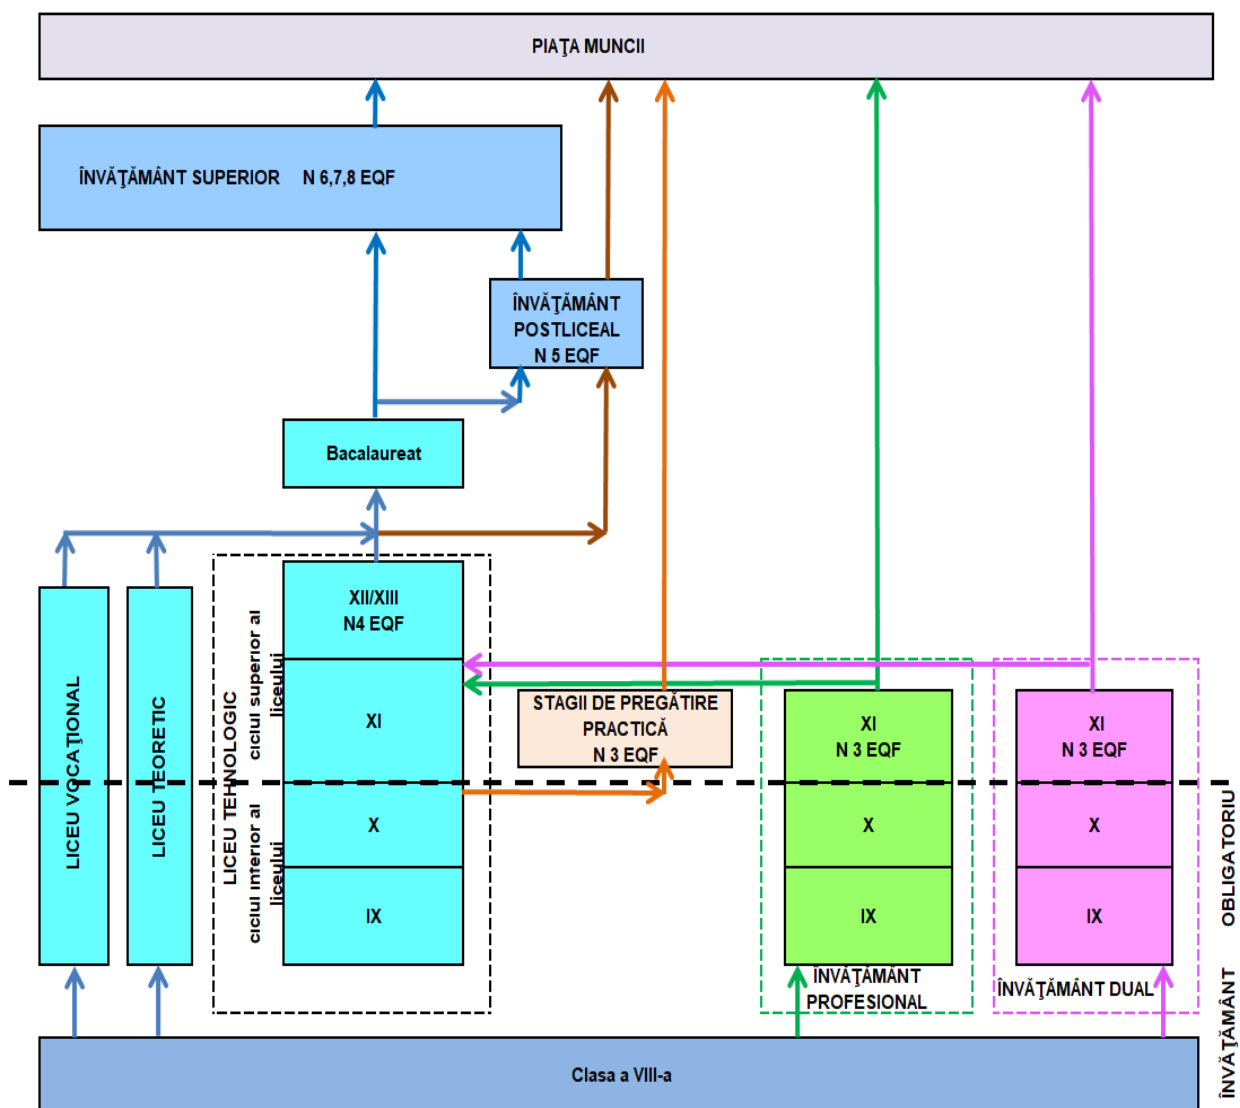 PIAŢA MUNCII
ÎNVĂŢĂMÂNT SUPERIOR N 6,7,8 EQF
ÎNVĂŢĂMÂNT
POSTLICEAL
N 5 EQF
Bacalaureat
LICEU VOCAŢIONAL
LICEU TEORETIC
LICEU TEHNOLOGIC
ciclul superior al
liceului
ciclul inferior al
liceului
XII/XIII
N4 EQF
XI
X
IX
STAGII DE PREGĂTIRE
PRACTICĂ
N 3 EQF
XI
N 3 EQF
X
IX
ÎNVĂŢĂMÂNT
PROFESIONAL
XI
N 3 EQF
X
IX
ÎNVĂŢĂMÂNT DUAL
ÎNVĂŢĂMÂNT OBLIGATORIU
Clasa a VIII-a